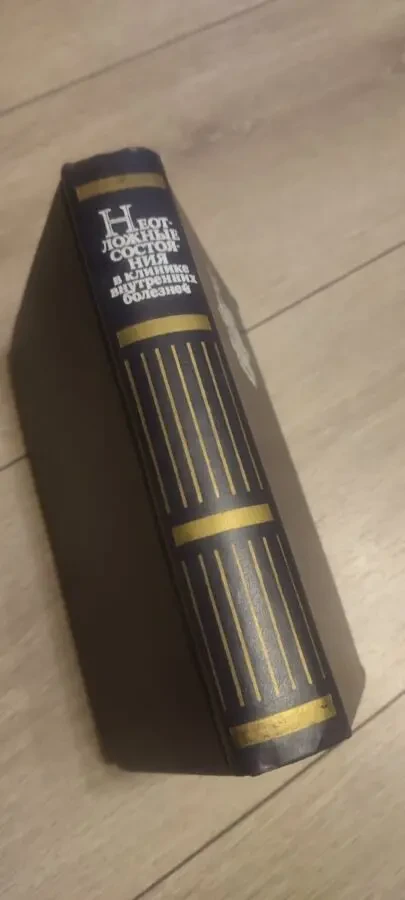 НЕОТ-
ЛОЖНЫЕ
СОСТОЯ-
НИЯ
в клинике
внутренних
болезней